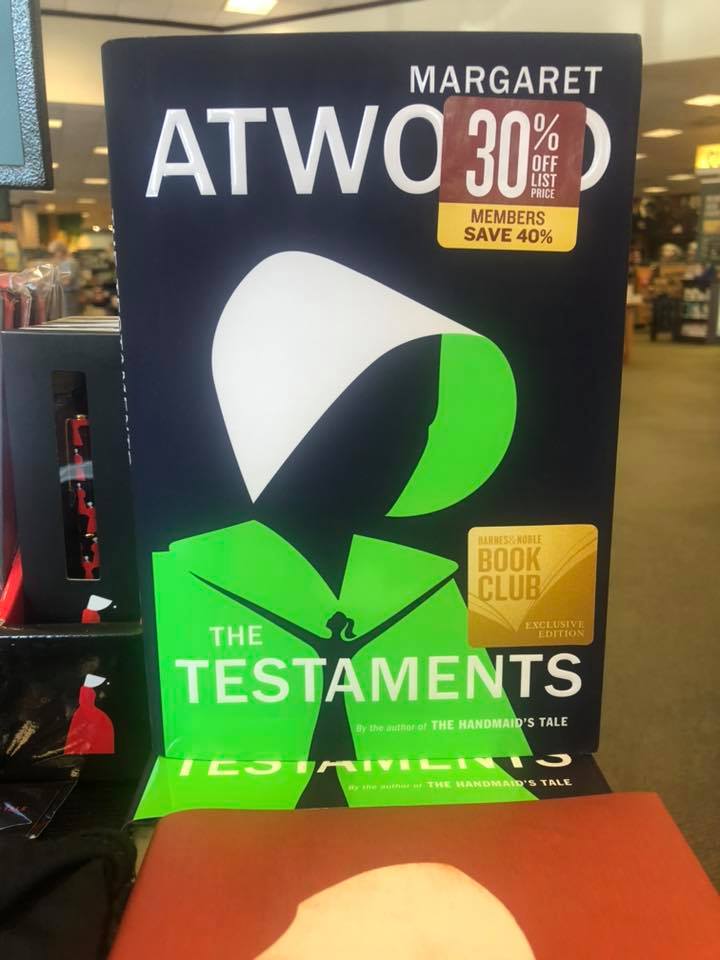 MARGARET
ATWO D
30% OFF LIST PRICE
MEMBERS
SAVE 40%
BARNES & NOBLE
BOOK
CLUB
EXCLUSIVE
EDITION
THE
TESTAMENTS
By the author of THE HANDMAID'S TALE
TESTAMENTS
By the author of THE HANDMAID'S TALE